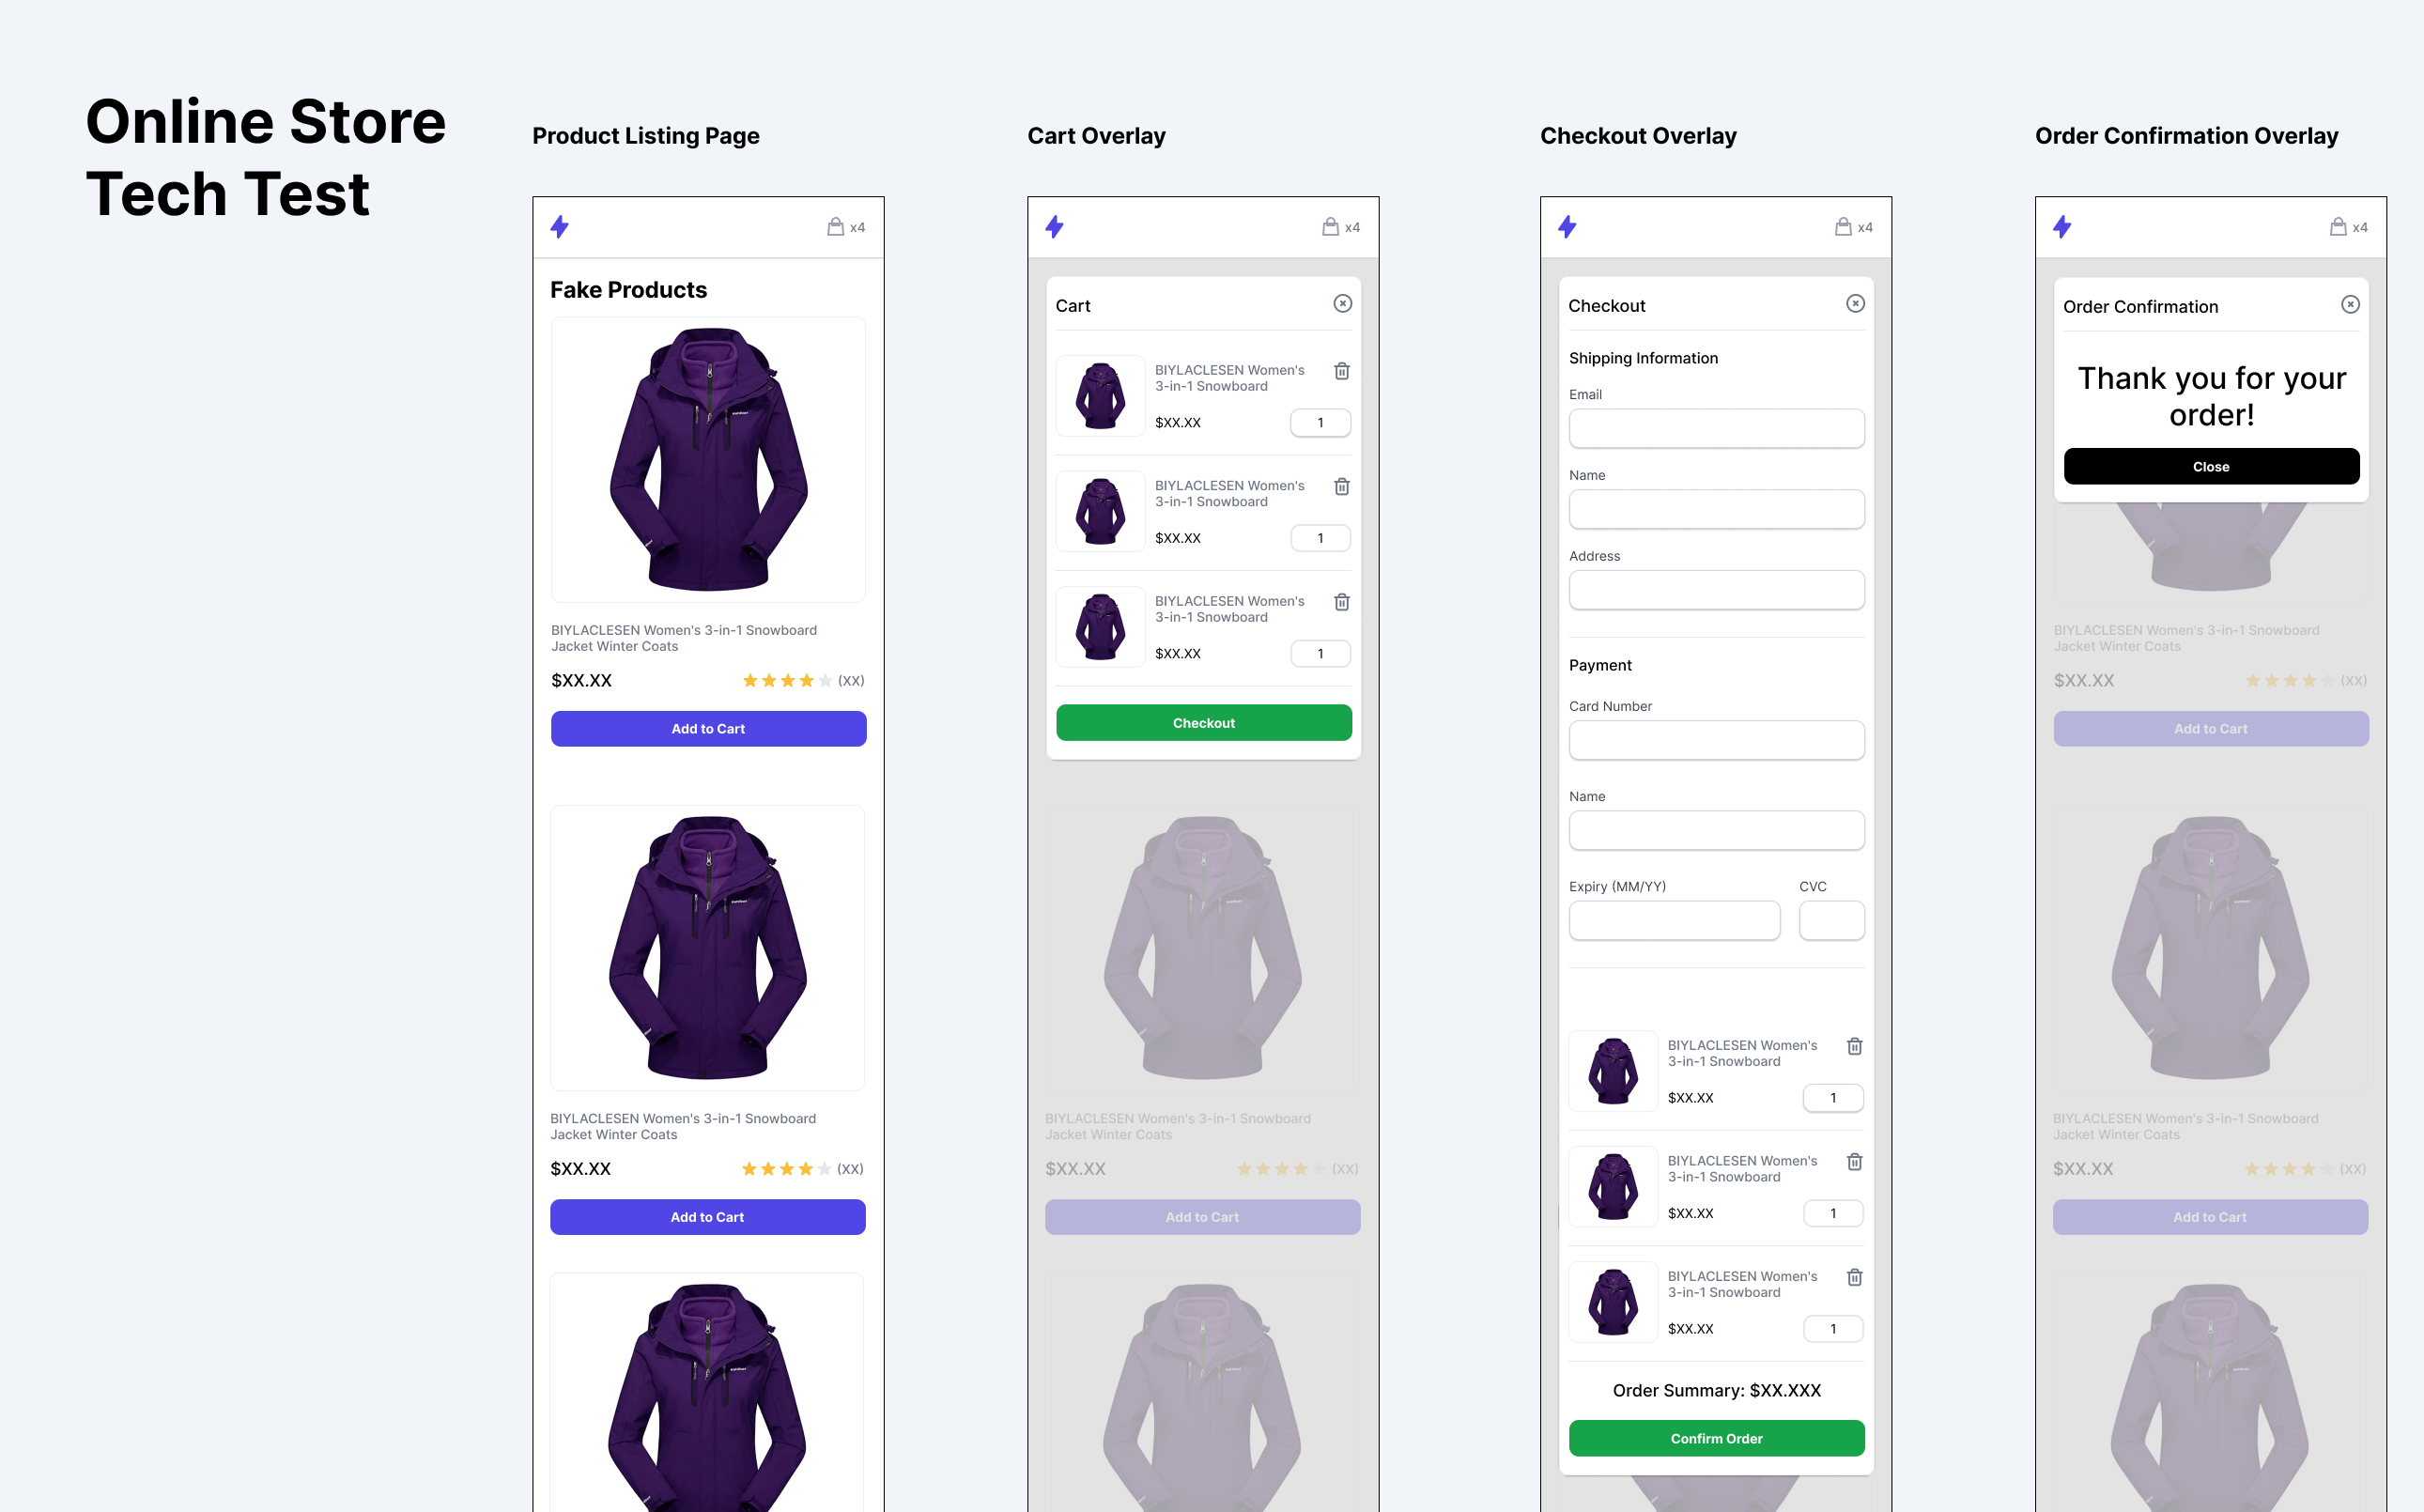 Online Store
Tech Test
Product Listing Page
x4
Fake Products
BIYLACLESEN Women's 3-in-1 Snowboard
Jacket Winter Coats
$XX.XX
(XX)
Add to Cart
BIYLACLESEN Women's 3-in-1 Snowboard
Jacket Winter Coats
$XX.XX
(XX)
Add to Cart
Cart Overlay
x4
Cart
BIYLACLESEN Women's
3-in-1 Snowboard
$XX.XX
1
BIYLACLESEN Women's
3-in-1 Snowboard
$XX.XX
1
BIYLACLESEN Women's
3-in-1 Snowboard
$XX.XX
1
Checkout
BIYLACLESEN Women's 3-in-1 Snowboard
Jacket Winter Coats
$XX.XX
(XX)
Add to Cart
Checkout Overlay
x4
Checkout
Shipping Information
Email
Name
Address
Payment
Card Number
Name
Expiry (MM/YY)
CVC
BIYLACLESEN Women's
3-in-1 Snowboard
$XX.XX
1
BIYLACLESEN Women's
3-in-1 Snowboard
$XX.XX
1
BIYLACLESEN Women's
3-in-1 Snowboard
$XX.XX
1
Order Summary: $XX.XXX
Confirm Order
Order Confirmation Overlay
x4
Order Confirmation
Thank you for your
order!
Close
BIYLACLESEN Women's 3-in-1 Snowboard
Jacket Winter Coats
$XX.XX
(XX)
Add to Cart
BIYLACLESEN Women's 3-in-1 Snowboard
Jacket Winter Coats
$XX.XX
(XX)
Add to Cart